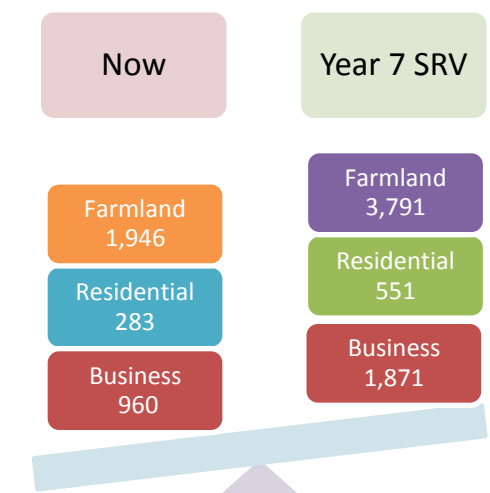 Now
Year 7 SRV
Farmland
1,946
Residential
283
Business
960
Farmland
3,791
Residential
551
Business
1,871